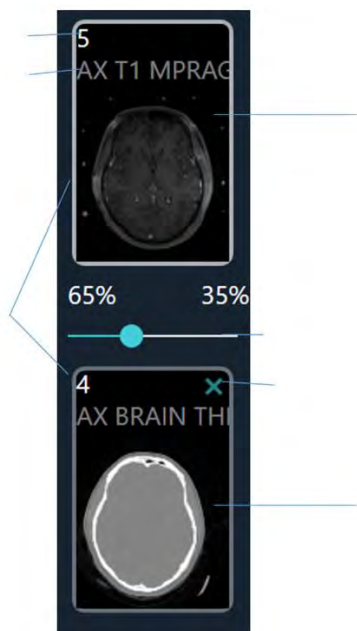 5
AX T1 MPRAG
65% 35%
4
AX BRAIN THI